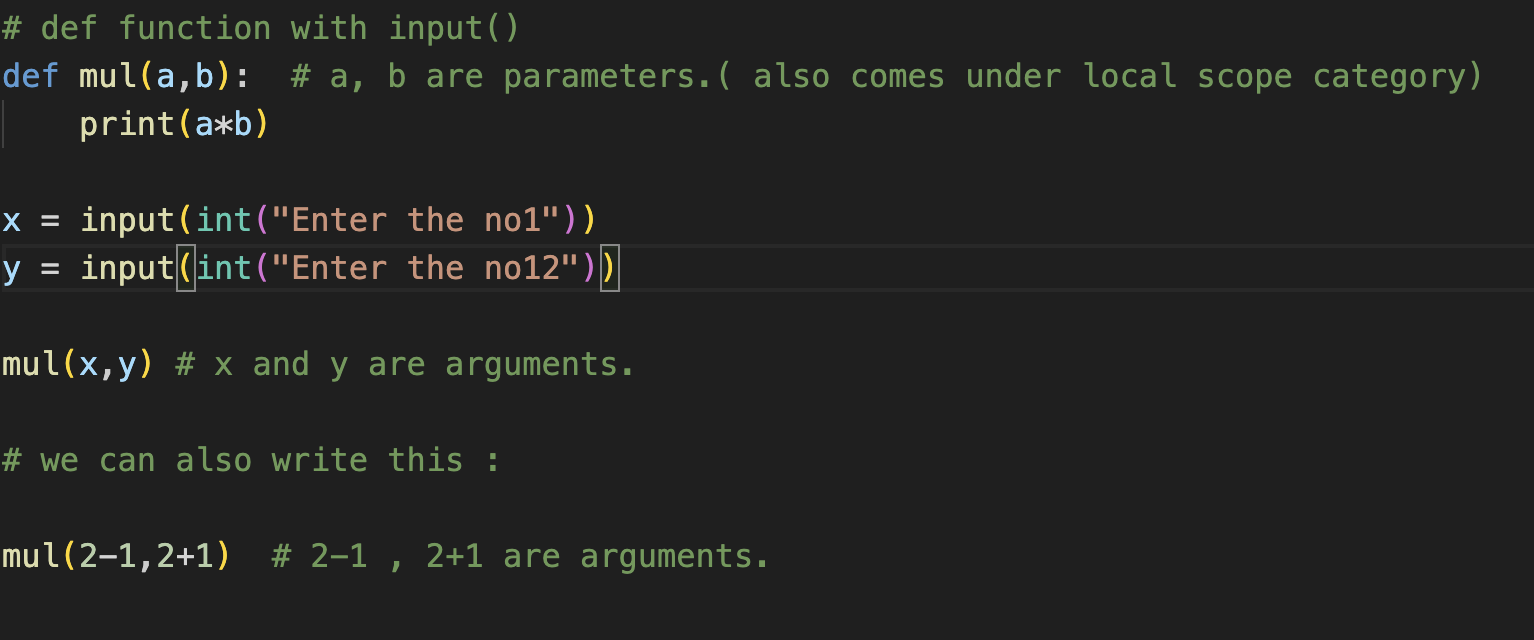 # def function with input()
def mul(a,b):  # a, b are parameters.( also comes under local scope category)
    print(a*b)
x = input(int("Enter the no1"))
y = input(int("Enter the no12"))
mul(x,y) # x and y are arguments.
# we can also write this :
mul(2-1,2+1)  # 2-1 , 2+1 are arguments.